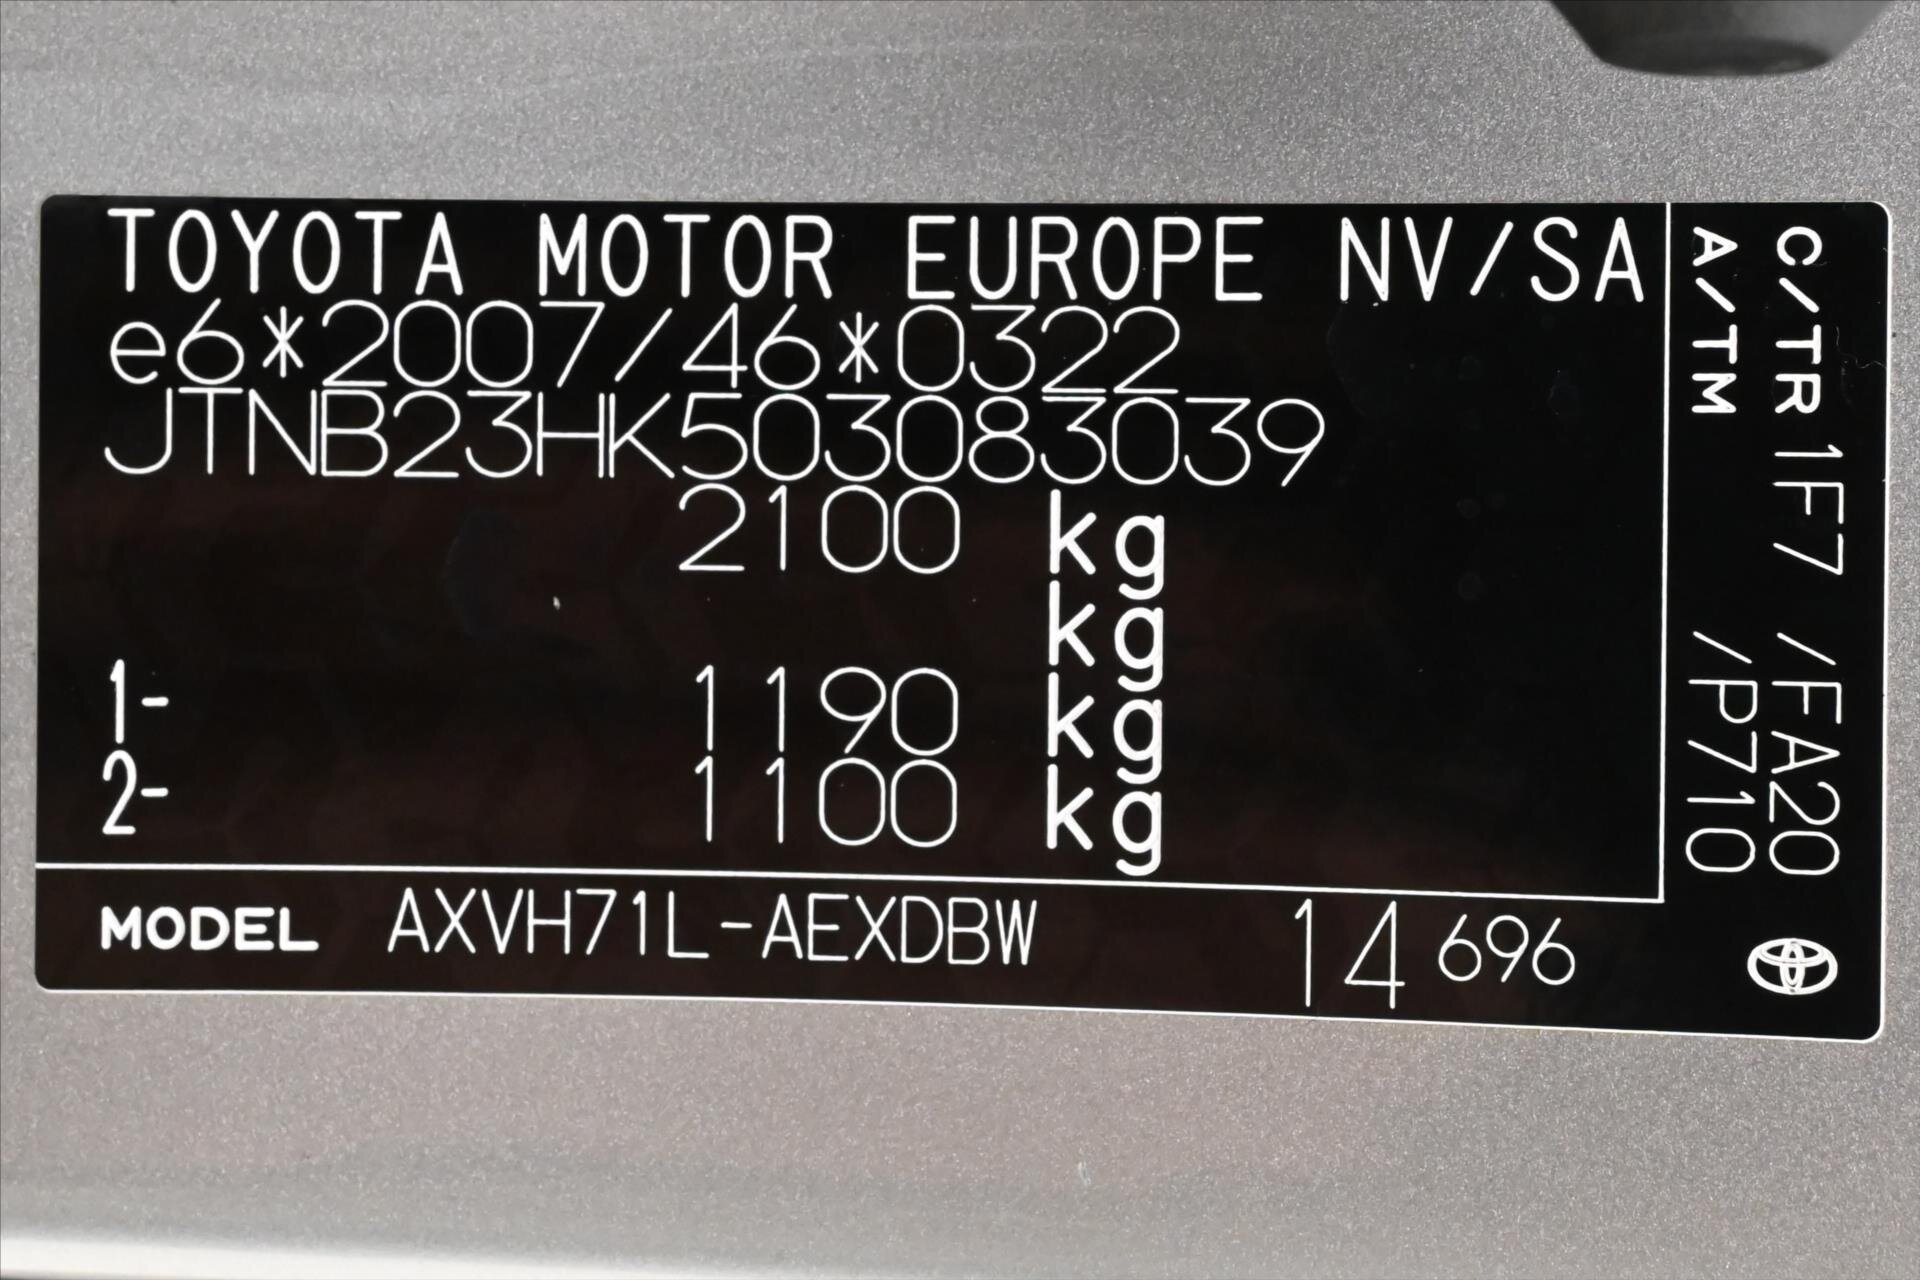 TOYOTA MOTOR EUROPE NV/SA
e6*2007/46*0322
JTNB23HK503083039
2100 kg
kg
1- 1190 kg
2- 1100 kg
MODEL AXVH71L-AEXDBW 14 696
C/TR 1F7 /FA20
A/TM /P710